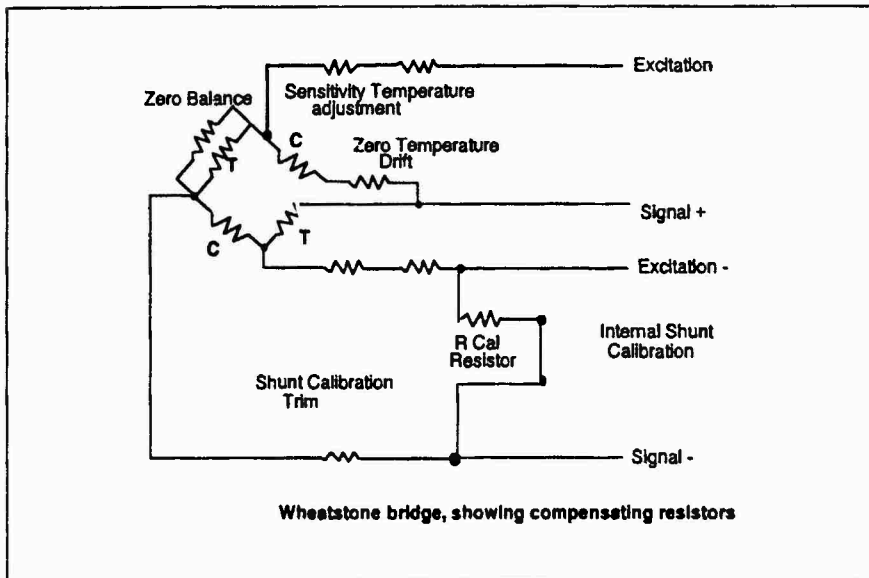 Excitation
Sensitivity Temperature
adjustment
Zero Balance
C
Zero Temperature
Drift
T
Signal +
C
T
Excitation -
R Cal
Resistor
Internal Shunt
Calibration
Shunt Calibration
Trim
Signal -
Wheatstone bridge, showing compensating resistors